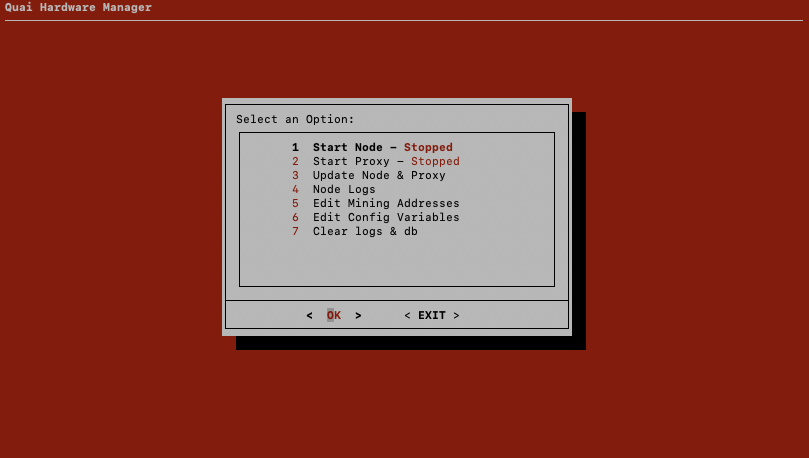 Quai Hardware Manager
Select an Option:
1 Start Node – Stopped
2 Start Proxy – Stopped
3 Update Node & Proxy
4 Node Logs
5 Edit Mining Addresses
6 Edit Config Variables
7 Clear logs & db
< OK > < EXIT >